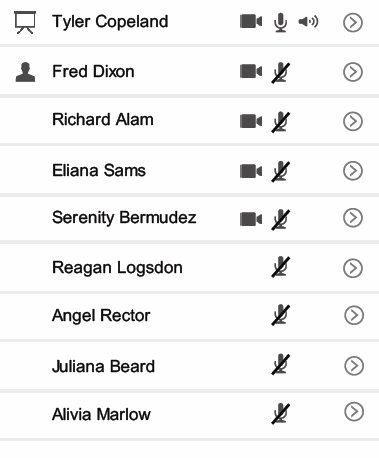 Tyler Copeland
Fred Dixon
Richard Alam
Eliana Sams
Serenity Bermudez
Reagan Logsdon
Angel Rector
Juliana Beard
Alivia Marlow